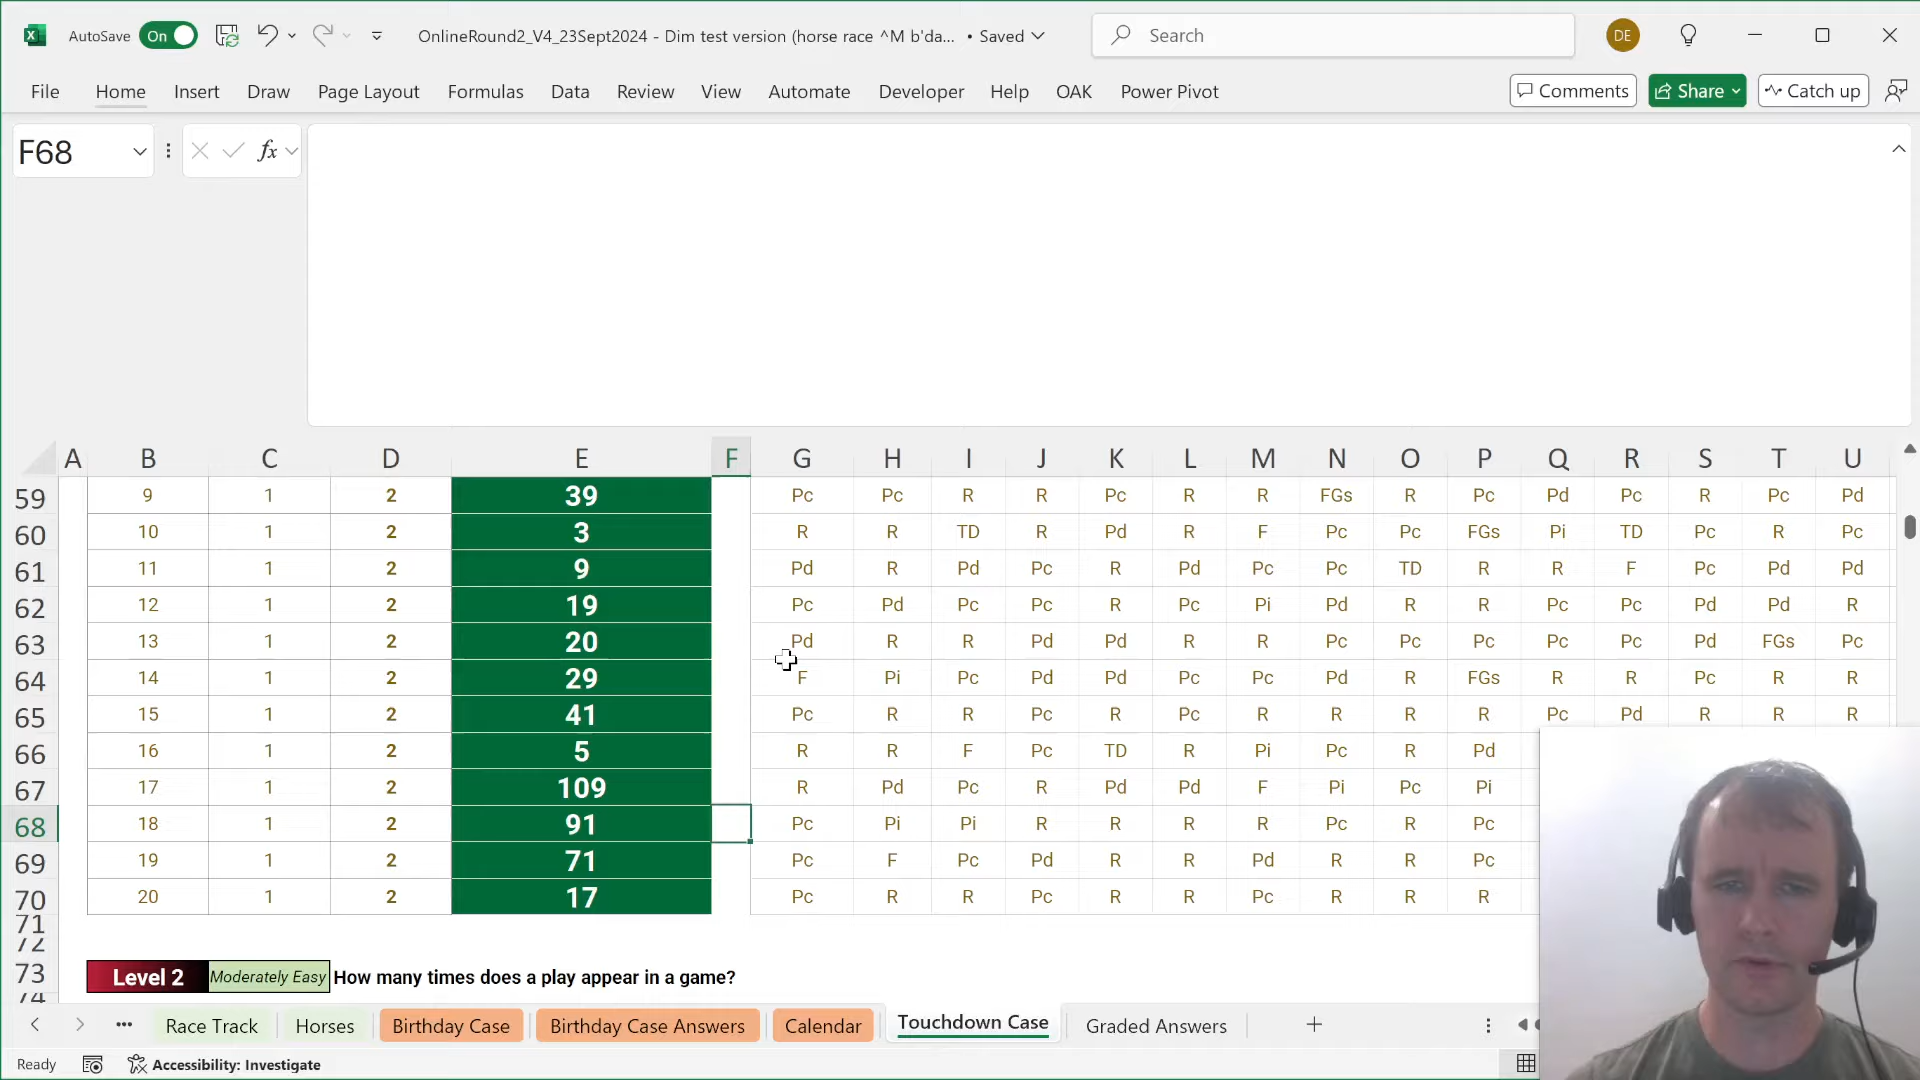 AutoSave On OnlineRound2_V4_23Sept2024 - Dim test version (horse race ^M b'da... • Saved Search DE
File Home Insert Draw Page Layout Formulas Data Review View Automate Developer Help OAK Power Pivot Comments Share Catch up
F68 fx
A B C D E F G H I J K L M N O P Q R S T U
59 9 1 2 39 Pc Pc R R Pc R R FGs R Pc Pd Pc R Pc Pd
60 10 1 2 3 R R TD R Pd R F Pc Pc FGs Pi TD Pc R Pc
61 11 1 2 9 Pd R Pd Pc R Pd Pc Pc TD R R F Pc Pd Pd
62 12 1 2 19 Pc Pd Pc Pc R Pc Pi Pd R R Pc Pc Pd Pd R
63 13 1 2 20 Pd R R Pd Pd R R Pc Pc Pc Pc Pc Pd FGs Pc
64 14 1 2 29 F Pi Pc Pd Pd Pc Pc Pd R FGs R R Pc R R
65 15 1 2 41 Pc R R Pc R Pc R R R R Pc Pd R R R
66 16 1 2 5 R R F Pc TD R Pi Pc R Pd
67 17 1 2 109 R Pd Pc R Pd Pd F Pi Pc Pi
68 18 1 2 91 Pc Pi Pi R R R R Pc R Pc
69 19 1 2 71 Pc F Pc Pd R R Pd R R Pc
70 20 1 2 17 Pc R R Pc R R Pc R R R
71
72
73 Level 2 Moderately Easy How many times does a play appear in a game?
74
Race Track Horses Birthday Case Birthday Case Answers Calendar Touchdown Case Graded Answers
Ready Accessibility: Investigate